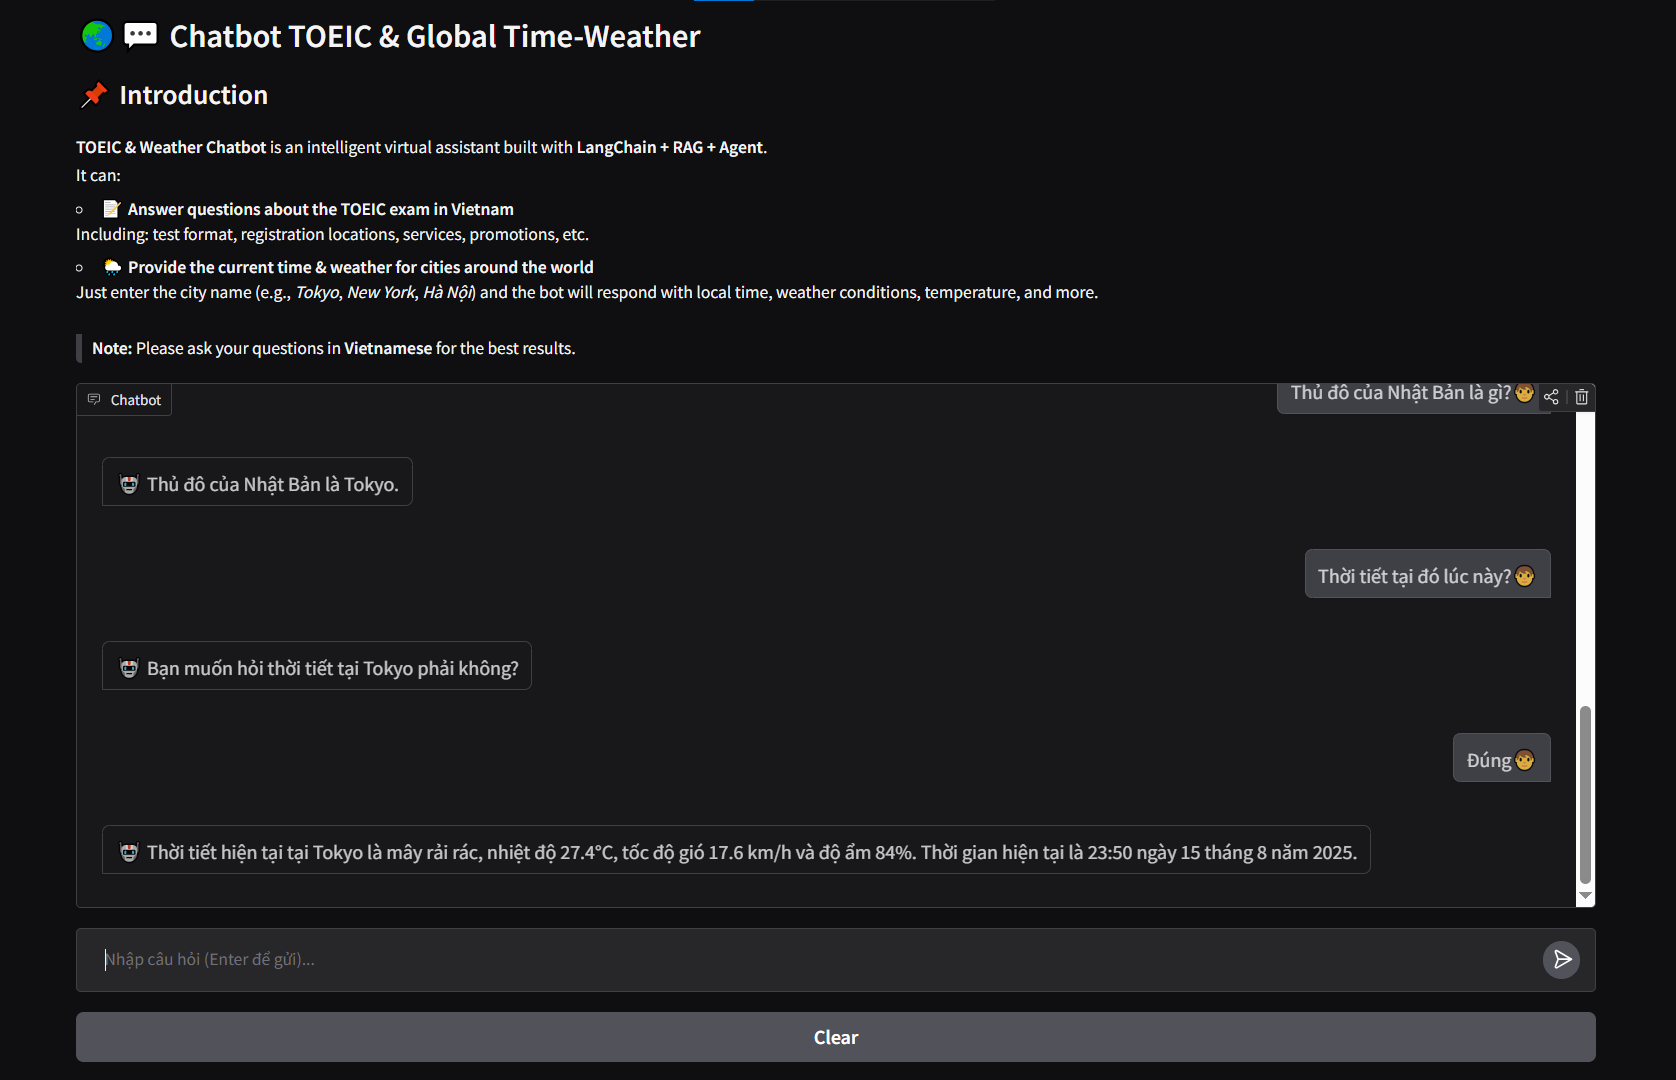 Chatbot TOEIC & Global Time-Weather
Introduction
TOEIC & Weather Chatbot is an intelligent virtual assistant built with LangChain + RAG + Agent.
It can:
Answer questions about the TOEIC exam in Vietnam
Including: test format, registration locations, services, promotions, etc.
Provide the current time & weather for cities around the world
Just enter the city name (e.g., Tokyo, New York, Hà Nội) and the bot will respond with local time, weather conditions, temperature, and more.
Note: Please ask your questions in Vietnamese for the best results.
Chatbot
Thủ đô của Nhật Bản là gì?
Thủ đô của Nhật Bản là Tokyo.
Thời tiết tại đó lúc này?
Bạn muốn hỏi thời tiết tại Tokyo phải không?
Đúng
Thời tiết hiện tại tại Tokyo là mây rải rác, nhiệt độ 27.4°C, tốc độ gió 17.6 km/h và độ ẩm 84%. Thời gian hiện tại là 23:50 ngày 15 tháng 8 năm 2025.
Nhập câu hỏi (Enter để gửi)...
Clear